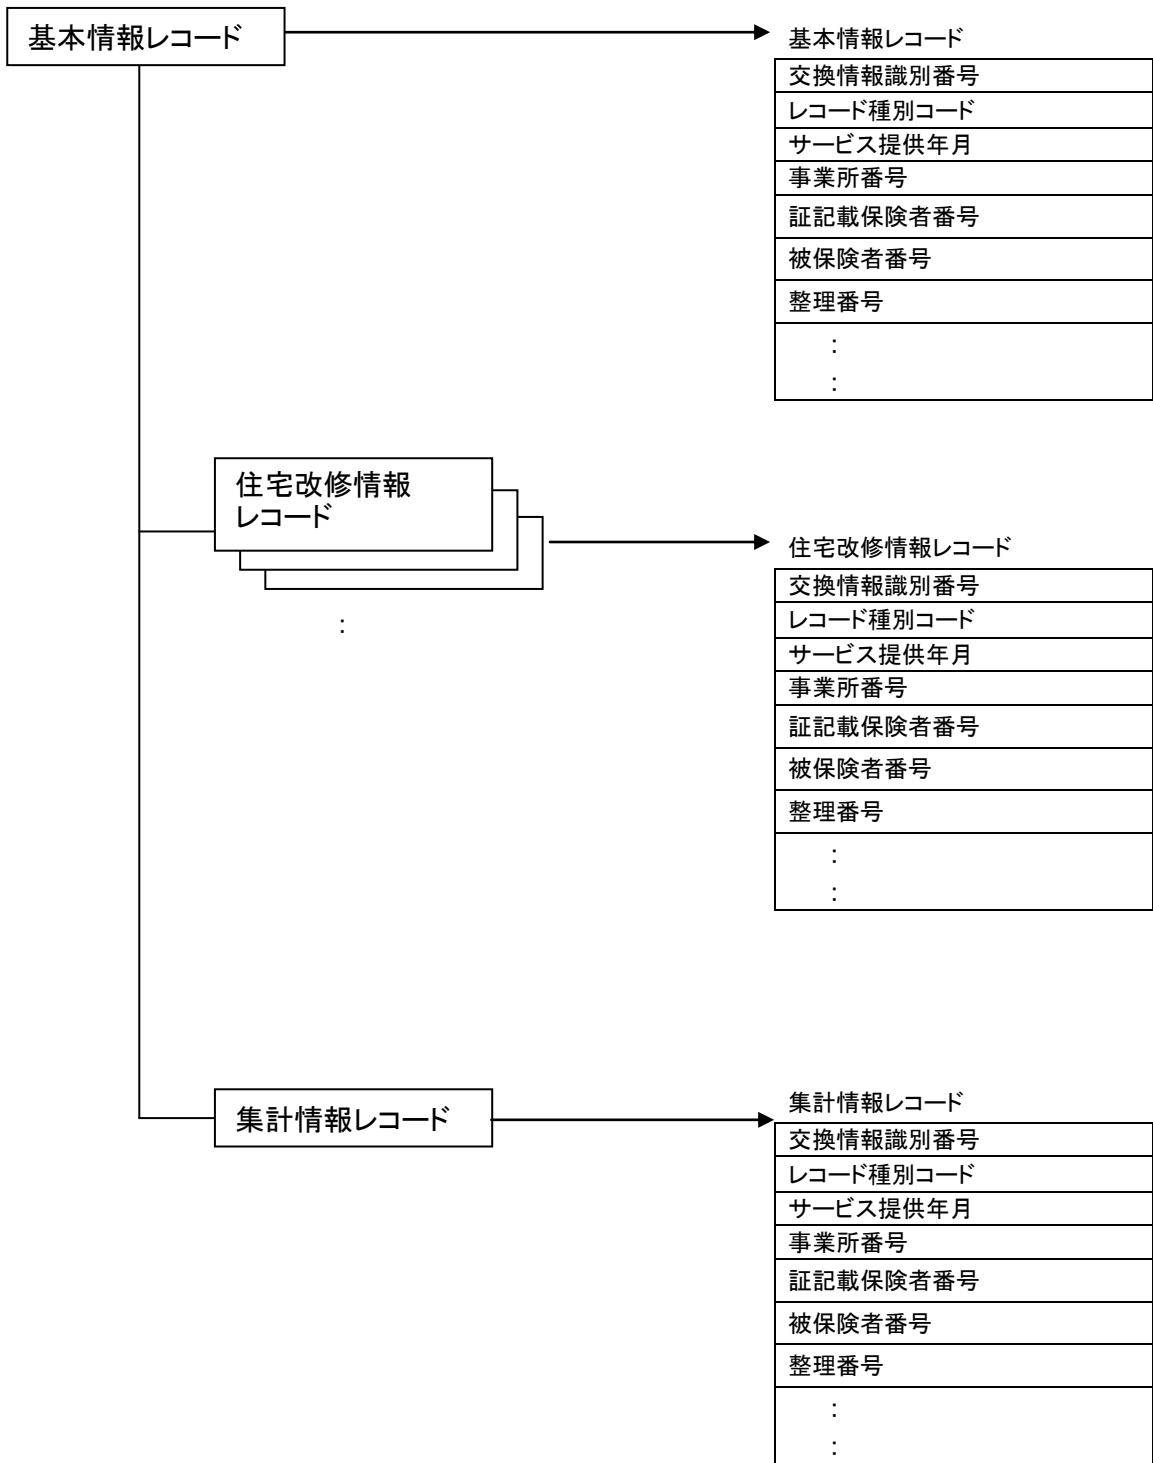 基本情報レコード
基本情報レコード
交換情報識別番号
レコード種別コード
サービス提供年月
事業所番号
証記載保険者番号
被保険者番号
整理番号
:
:
住宅改修情報
レコード
:
住宅改修情報レコード
交換情報識別番号
レコード種別コード
サービス提供年月
事業所番号
証記載保険者番号
被保険者番号
整理番号
:
:
集計情報レコード
集計情報レコード
交換情報識別番号
レコード種別コード
サービス提供年月
事業所番号
証記載保険者番号
被保険者番号
整理番号
:
: